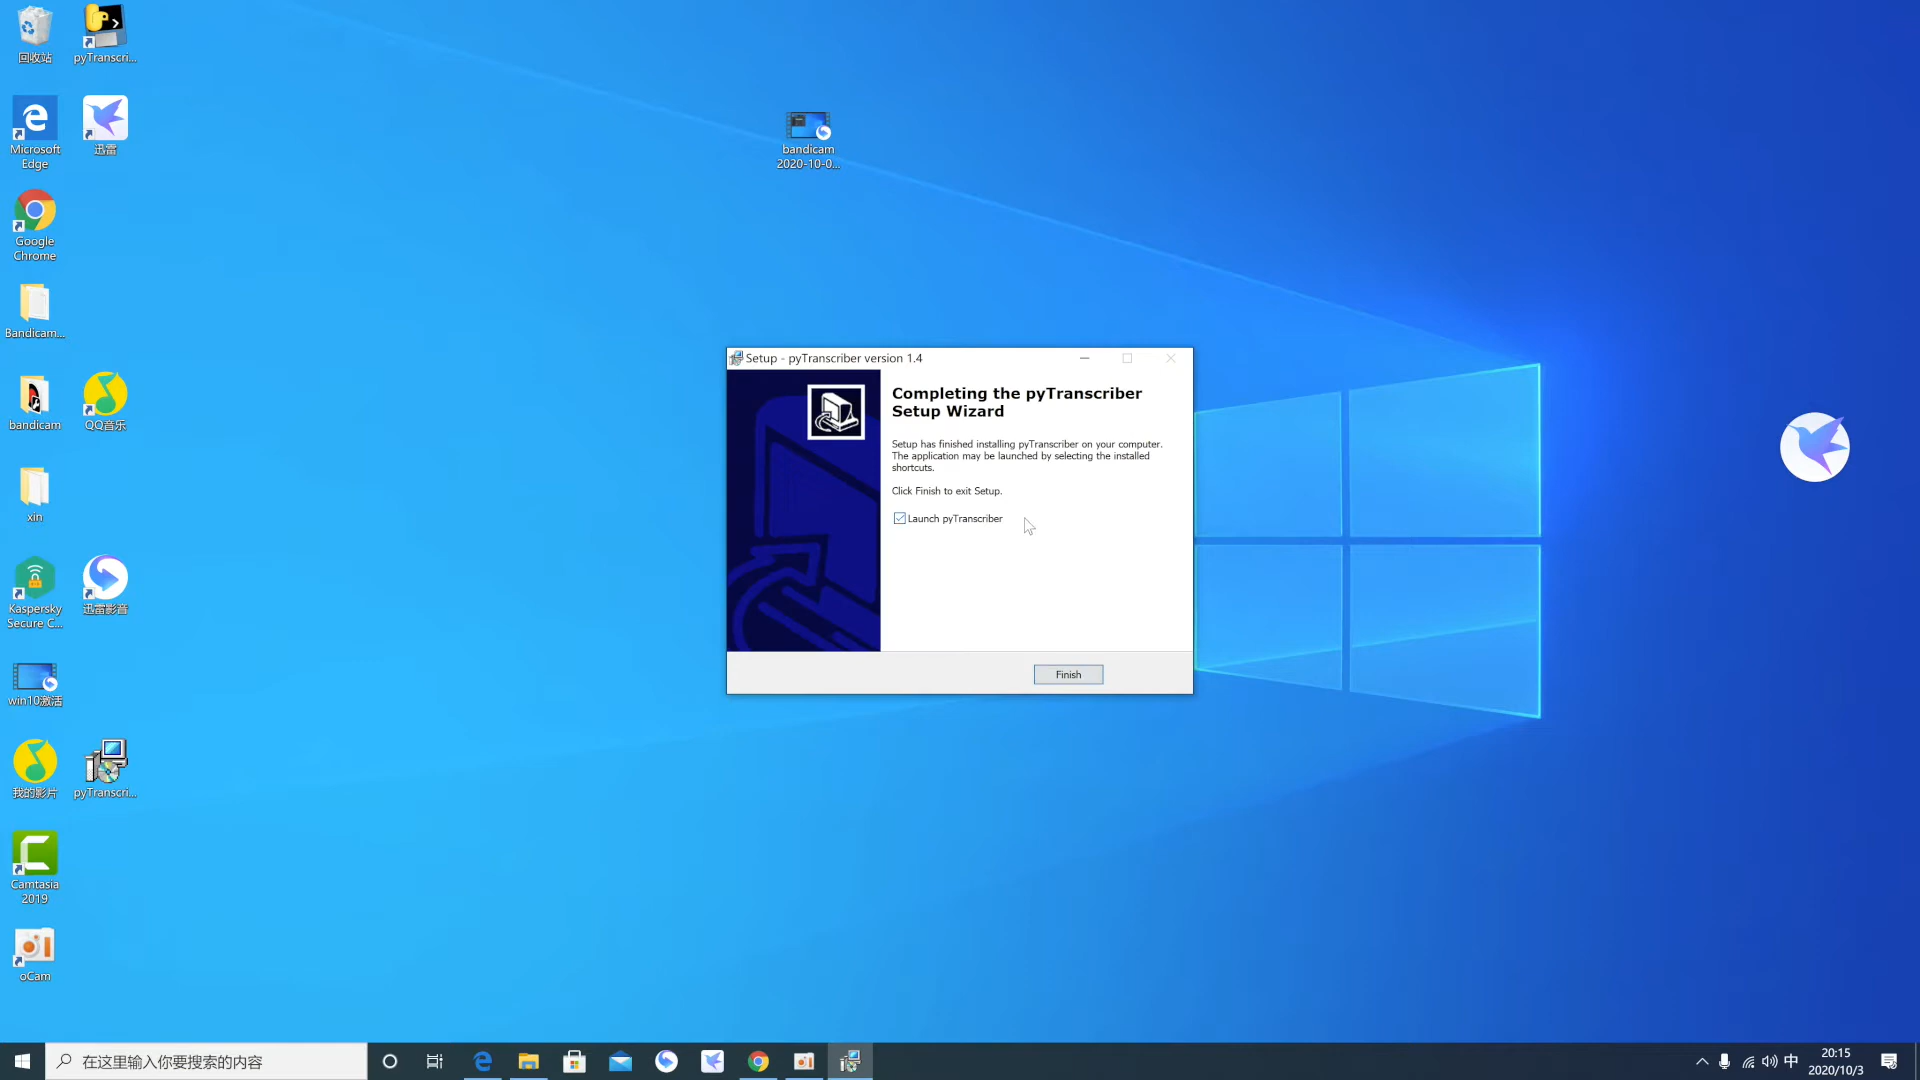 回收站
pyTranscri...
Microsoft
Edge
迅雷
Google
Chrome
Bandicam...
bandicam
QQ音乐
xin
Kaspersky
Secure C...
迅雷影音
win10激活
我的影片
pyTranscri...
Camtasia
2019
oCam
bandicam
2020-10-0...
Setup - pyTranscriber version 1.4
Completing the pyTranscriber
Setup Wizard
Setup has finished installing pyTranscriber on your computer.
The application may be launched by selecting the installed
shortcuts.
Click Finish to exit Setup.
Launch pyTranscriber
Finish
在这里输入你要搜索的内容
中
20:15
2020/10/3